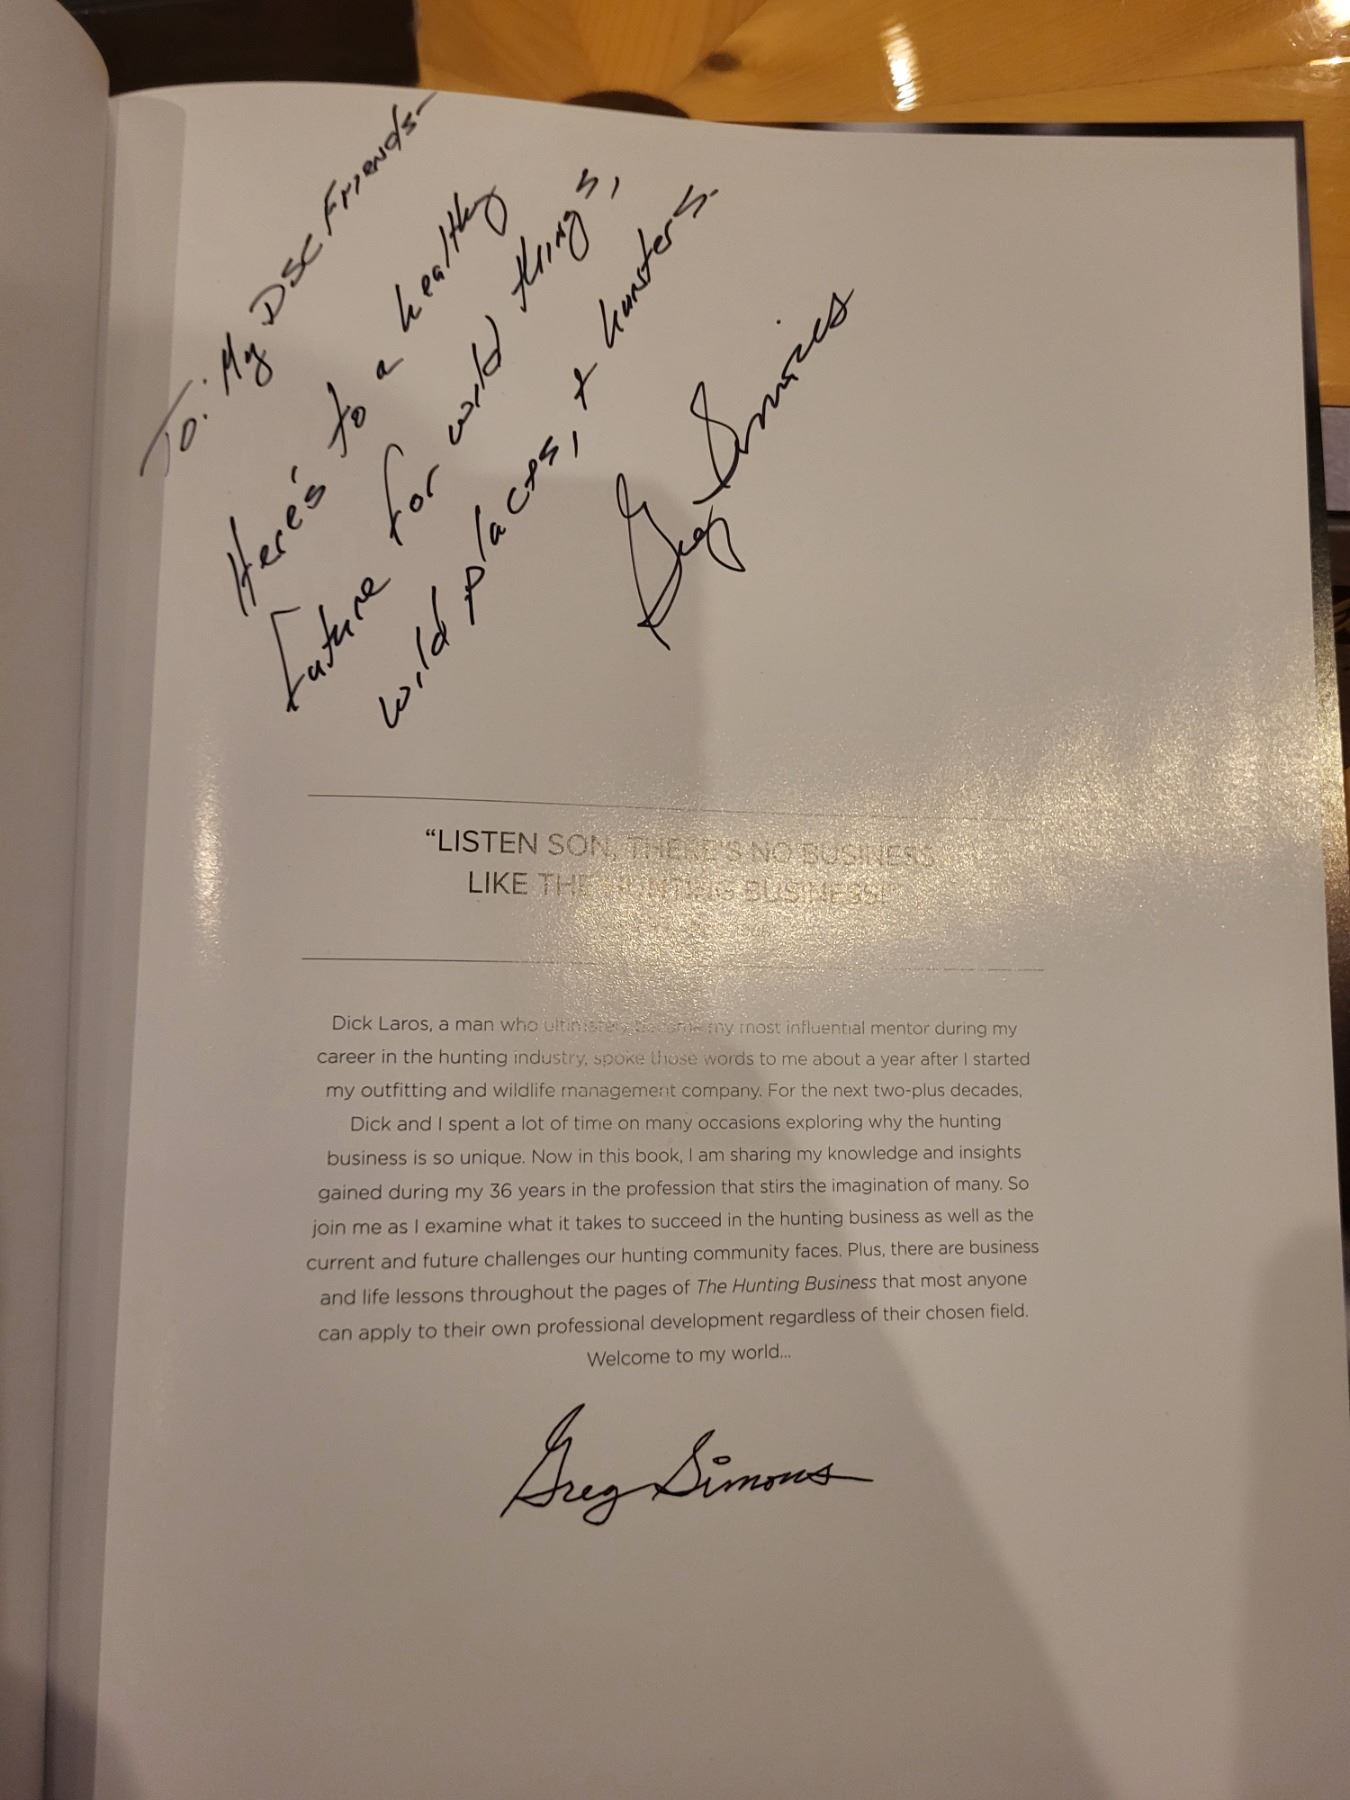 To: My DSC Friends-
Here's to a healthy
Future for wild things,
wild places, + hunters.
Greg Simons
“LISTEN SON, THERE'S NO BUSINESS
LIKE THE HUNTING BUSINESS!
Dick Laros, a man who ultimately became my most influential mentor during my
career in the hunting industry, spoke those words to me about a year after I started
my outfitting and wildlife management company. For the next two-plus decades,
Dick and I spent a lot of time on many occasions exploring why the hunting
business is so unique. Now in this book, I am sharing my knowledge and insights
gained during my 36 years in the profession that stirs the imagination of many. So
join me as I examine what it takes to succeed in the hunting business as well as the
current and future challenges our hunting community faces. Plus, there are business
and life lessons throughout the pages of The Hunting Business that most anyone
can apply to their own professional development regardless of their chosen field.
Welcome to my world...
Greg Simons